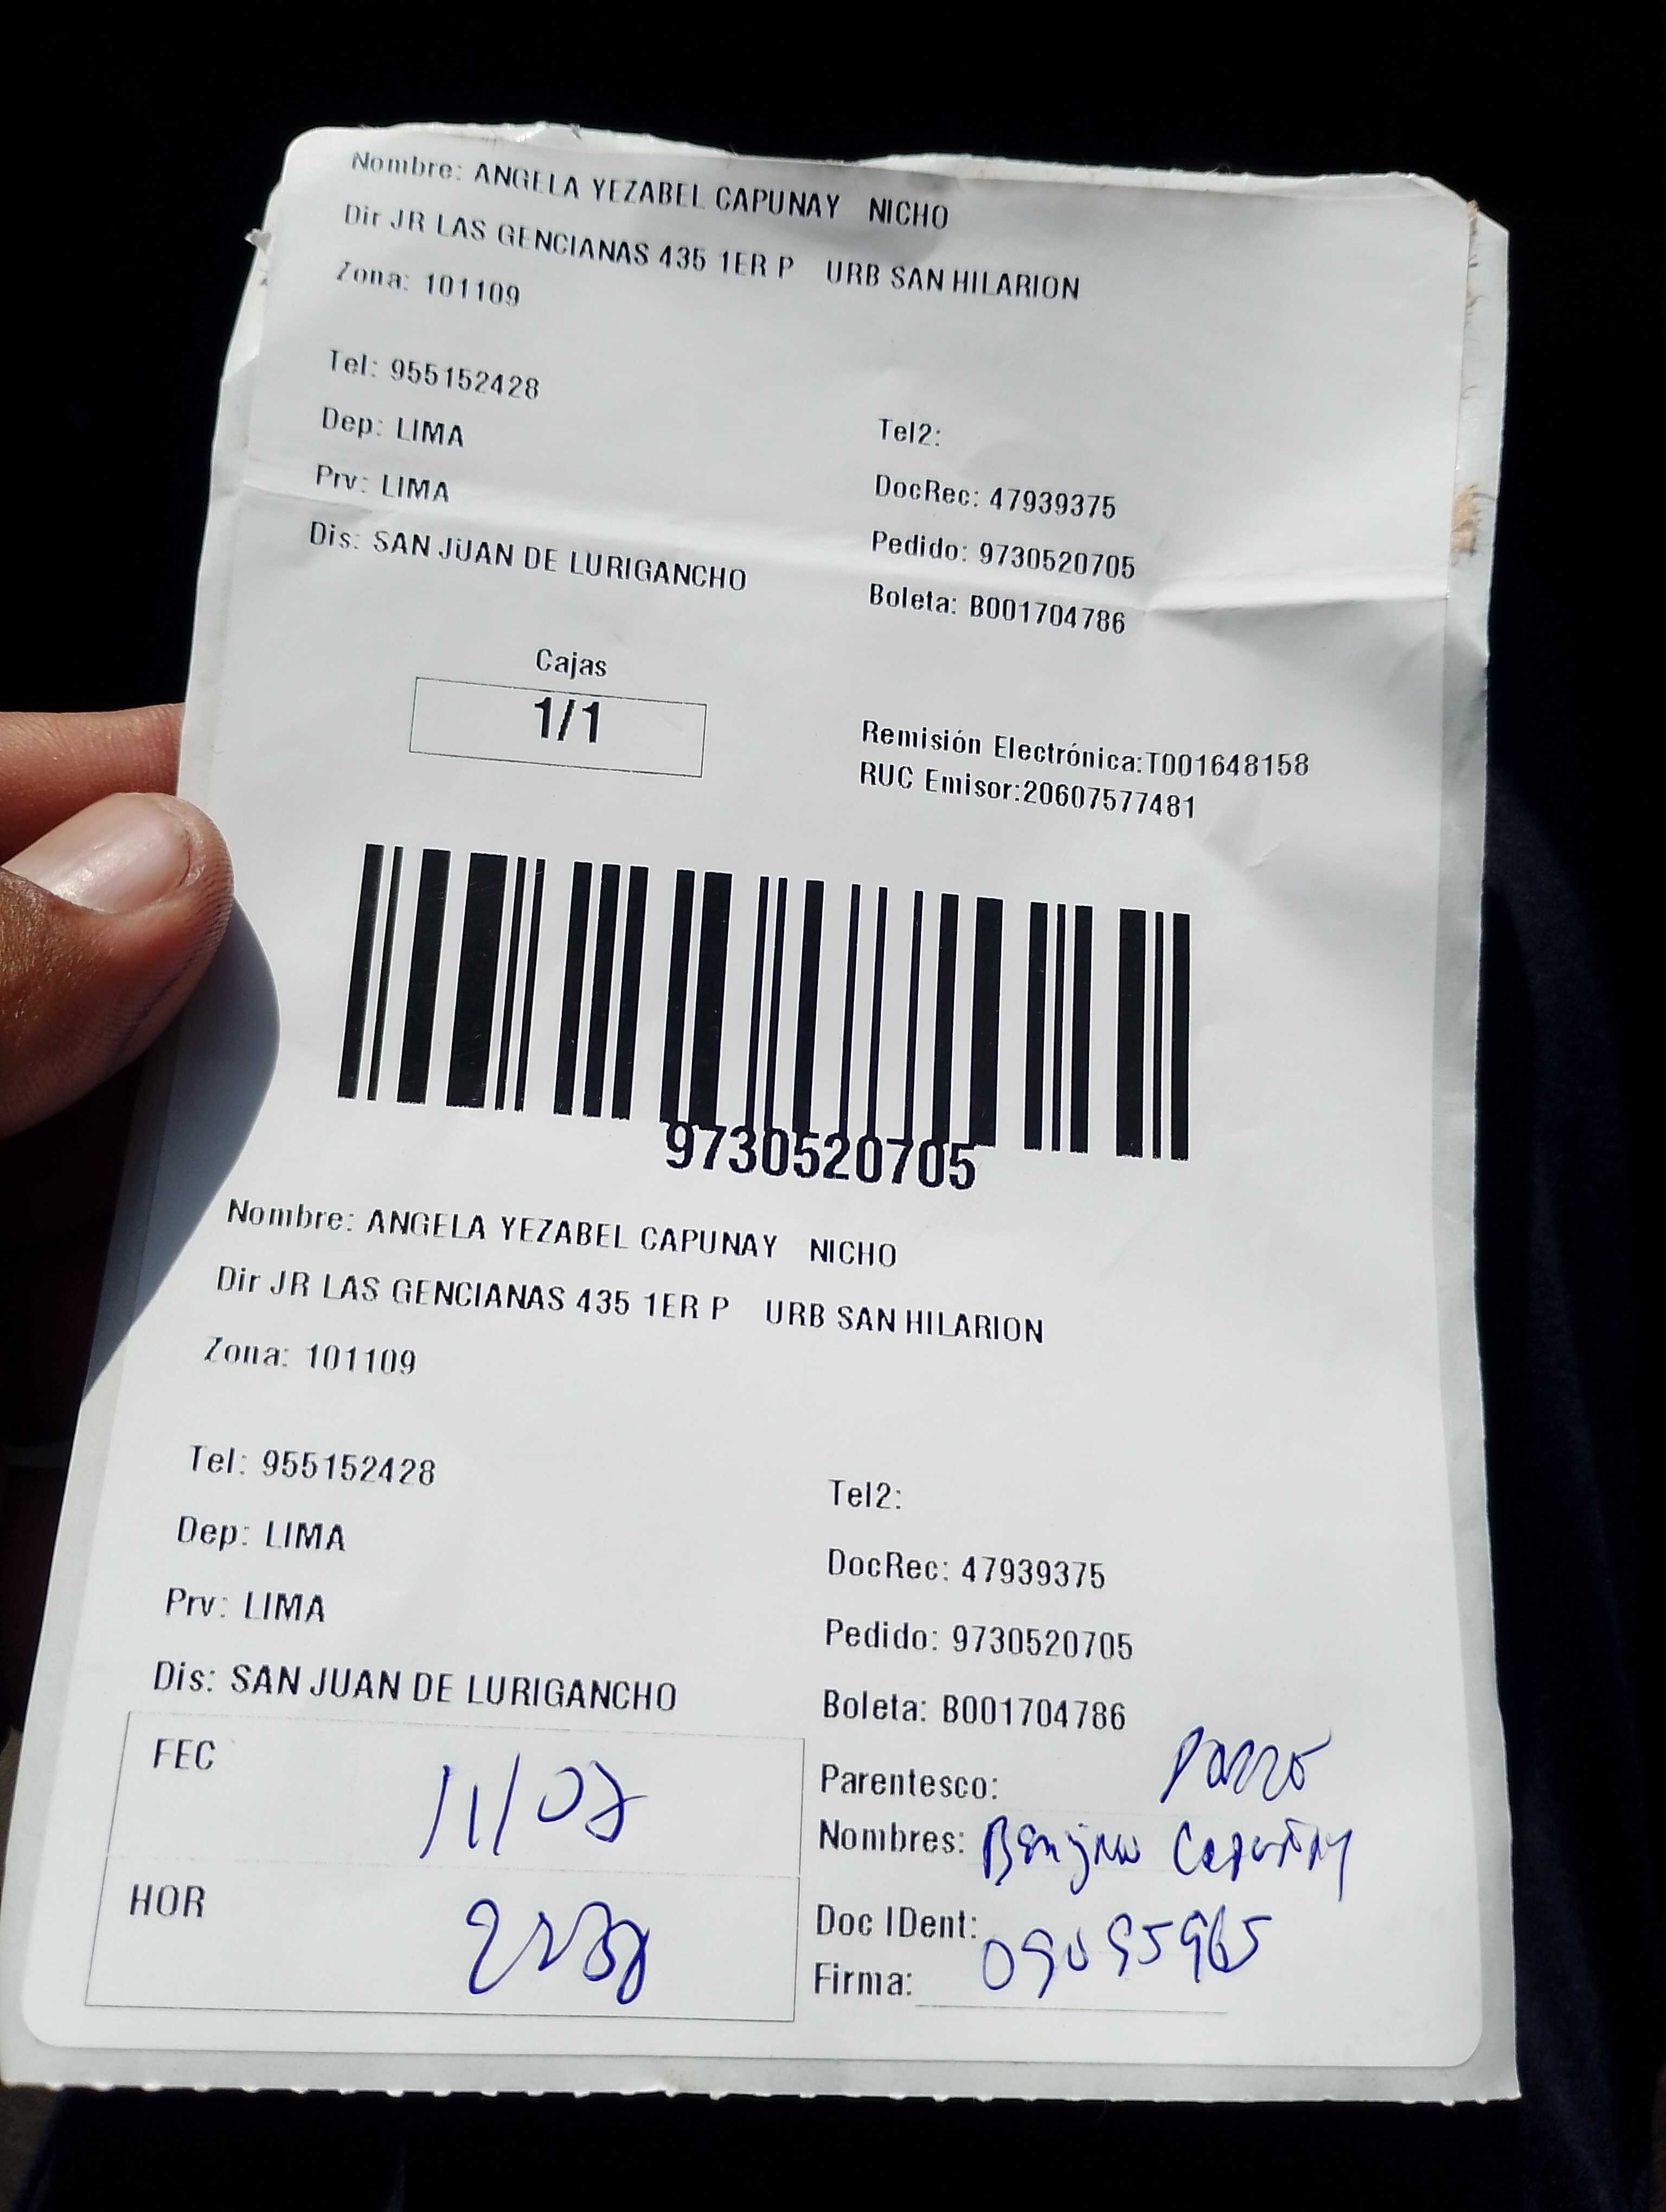 Nombre: ANGELA YEZABEL CAPUNAY NICHO
Dir JR LAS GENCIANAS 435 1ER P URB SAN HILARION
Zona: 101109
Tel: 955152428
Tel2:
Dep: LIMA
DocRec: 47939375
Prv: LIMA
Pedido: 9730520705
Dis: SAN JUAN DE LURIGANCHO
Boleta: B001704786
Cajas
1/1
Remisión Electrónica:T001648158
RUC Emisor:20607577481
9730520705
Nombre: ANGELA YEZABEL CAPUNAY NICHO
Dir JR LAS GENCIANAS 435 1ER P URB SAN HILARION
Zona: 101109
Tel: 955152428
Tel2:
Dep: LIMA
DocRec: 47939375
Prv: LIMA
Pedido: 9730520705
Dis: SAN JUAN DE LURIGANCHO
Boleta: B001704786
FEC 11/07
Parentesco:
Nombres:
HOR
Doc IDent:
Firma: